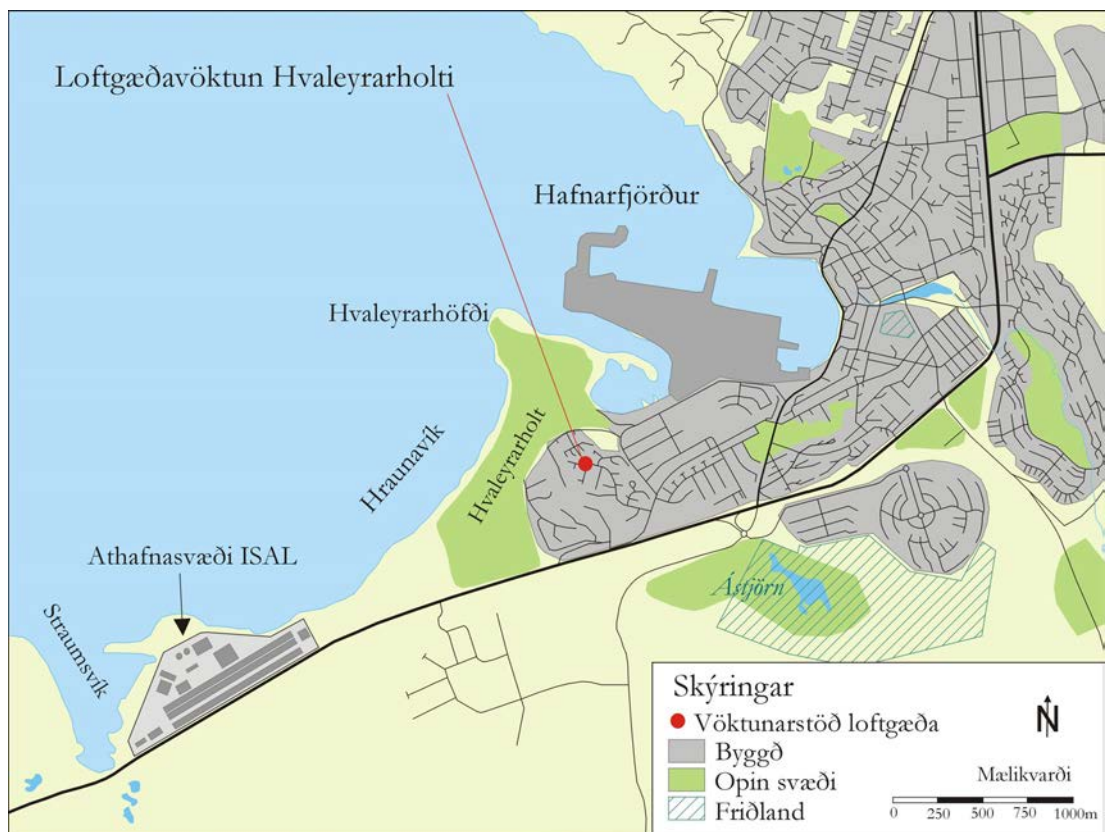 Loftgæðavöktun Hvaleyrarholti
Hafnarfjörður
Hvaleyrarhöfði
Hraunavík
Hvaleyrarholt
Athafnasvæði ISAL
Straumsvík
Ástjörn
Skýringar
Vöktunarstöð loftgæða
Byggð
Opin svæði
Friðland
N
Mælikvarði
0 250 500 750 1000m